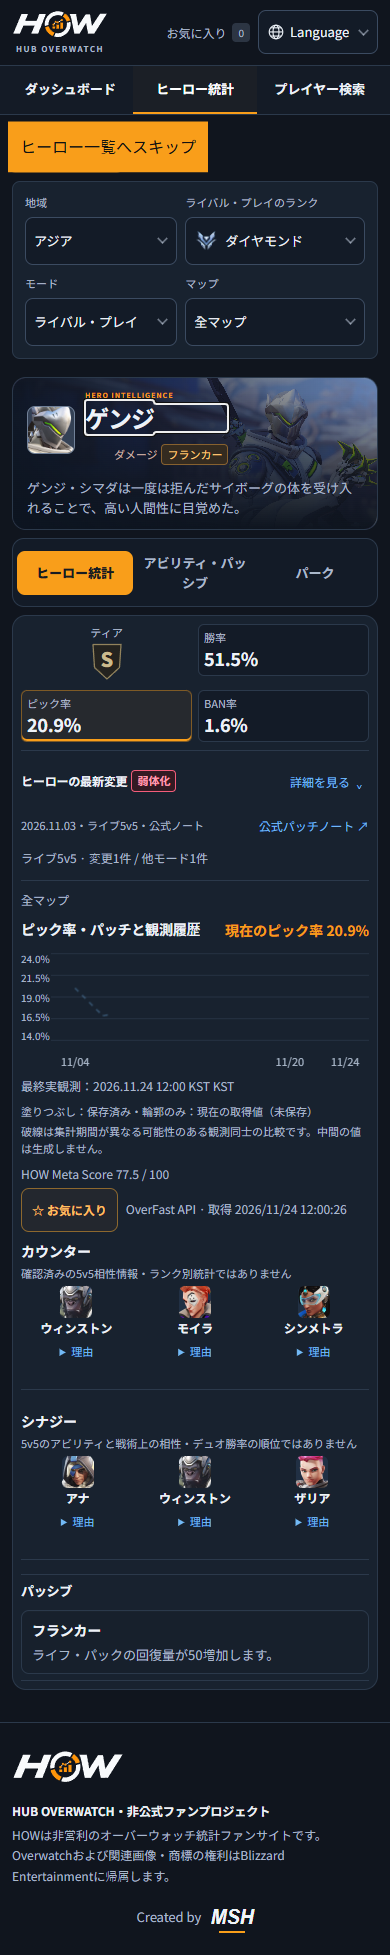 HOW
HUB OVERWATCH
お気に入り 0
Language
ダッシュボード ヒーロー統計 プレイヤー検索
ヒーロー一覧へスキップ
地域 ライバル・プレイのランク
アジア ダイヤモンド
モード マップ
ライバル・プレイ 全マップ
HERO INTELLIGENCE
ゲンジ
ダメージ フランカー
ゲンジ・シマダは一度は拒んだサイボーグの体を受け入
れることで、高い人間性に目覚めた。
ヒーロー統計 アビリティ・パッ
シブ パーク
ティア
S
勝率
51.5%
ピック率
20.9%
BAN率
1.6%
ヒーローの最新変更 弱体化 詳細を見る
2026.11.03・ライブ5v5・公式ノート 公式パッチノート ↗
ライブ5v5 · 変更1件 / 他モード1件
全マップ
ピック率・パッチと観測履歴 現在のピック率 20.9%
24.0%
21.5%
19.0%
16.5%
14.0%
11/04 11/20 11/24
最終実観測：2026.11.24 12:00 KST KST
塗りつぶし：保存済み・輪郭のみ：現在の取得値（未保存）
破線は集計期間が異なる可能性のある観測同士の比較です。中間の値
は生成しません。
HOW Meta Score 77.5 / 100
☆ お気に入り OverFast API · 取得 2026/11/24 12:00:26
カウンター
確認済みの5v5相性情報・ランク別統計ではありません
ウィンストン モイラ シンメトラ
▶ 理由 ▶ 理由 ▶ 理由
シナジー
5v5のアビリティと戦術上の相性・デュオ勝率の順位ではありません
アナ ウィンストン ザリア
▶ 理由 ▶ 理由 ▶ 理由
パッシブ
フランカー
ライフ・パックの回復量が50増加します。
HOW
HUB OVERWATCH・非公式ファンプロジェクト
HOWは非営利のオーバーウォッチ統計ファンサイトです。
Overwatchおよび関連画像・商標の権利はBlizzard
Entertainmentに帰属します。
Created by MSH